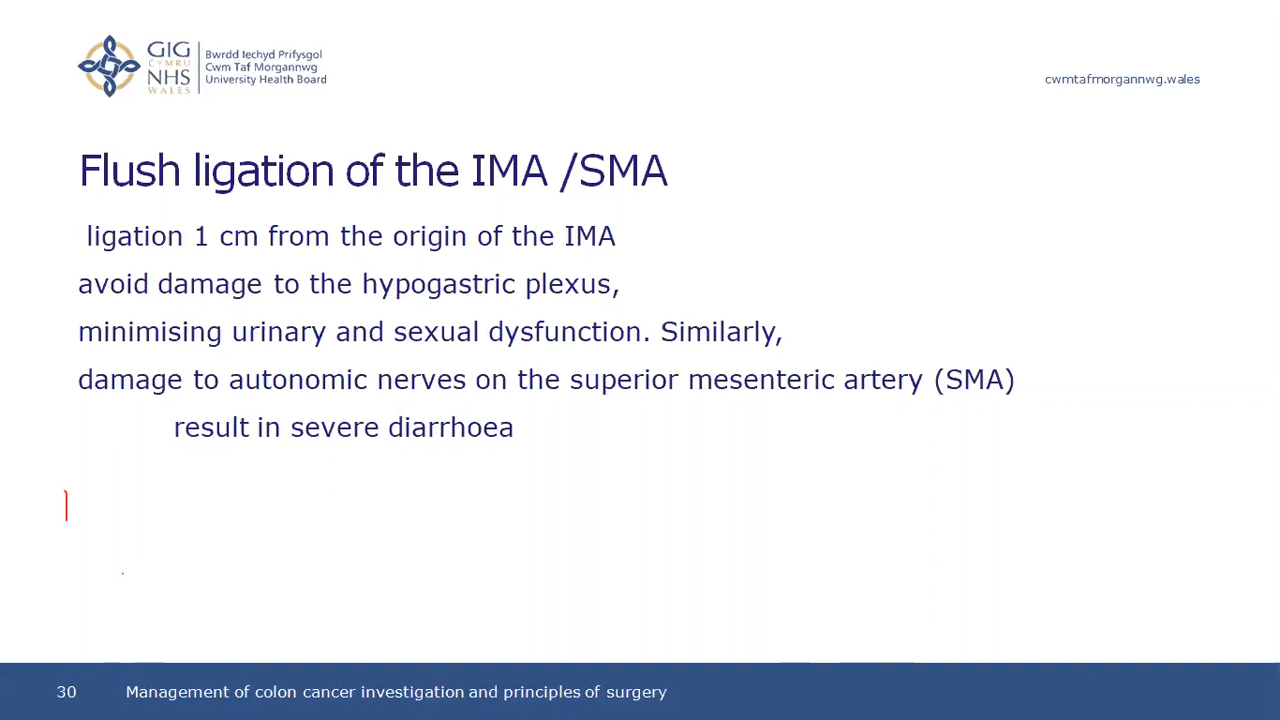 GIG
CYMRU
NHS
WALES
Bwrdd Iechyd Prifysgol
Cwm Taf Morgannwg
University Health Board
cwmtafmorgannwg.wales
Flush ligation of the IMA /SMA
ligation 1 cm from the origin of the IMA
avoid damage to the hypogastric plexus,
minimising urinary and sexual dysfunction. Similarly,
damage to autonomic nerves on the superior mesenteric artery (SMA)
result in severe diarrhoea
30 Management of colon cancer investigation and principles of surgery